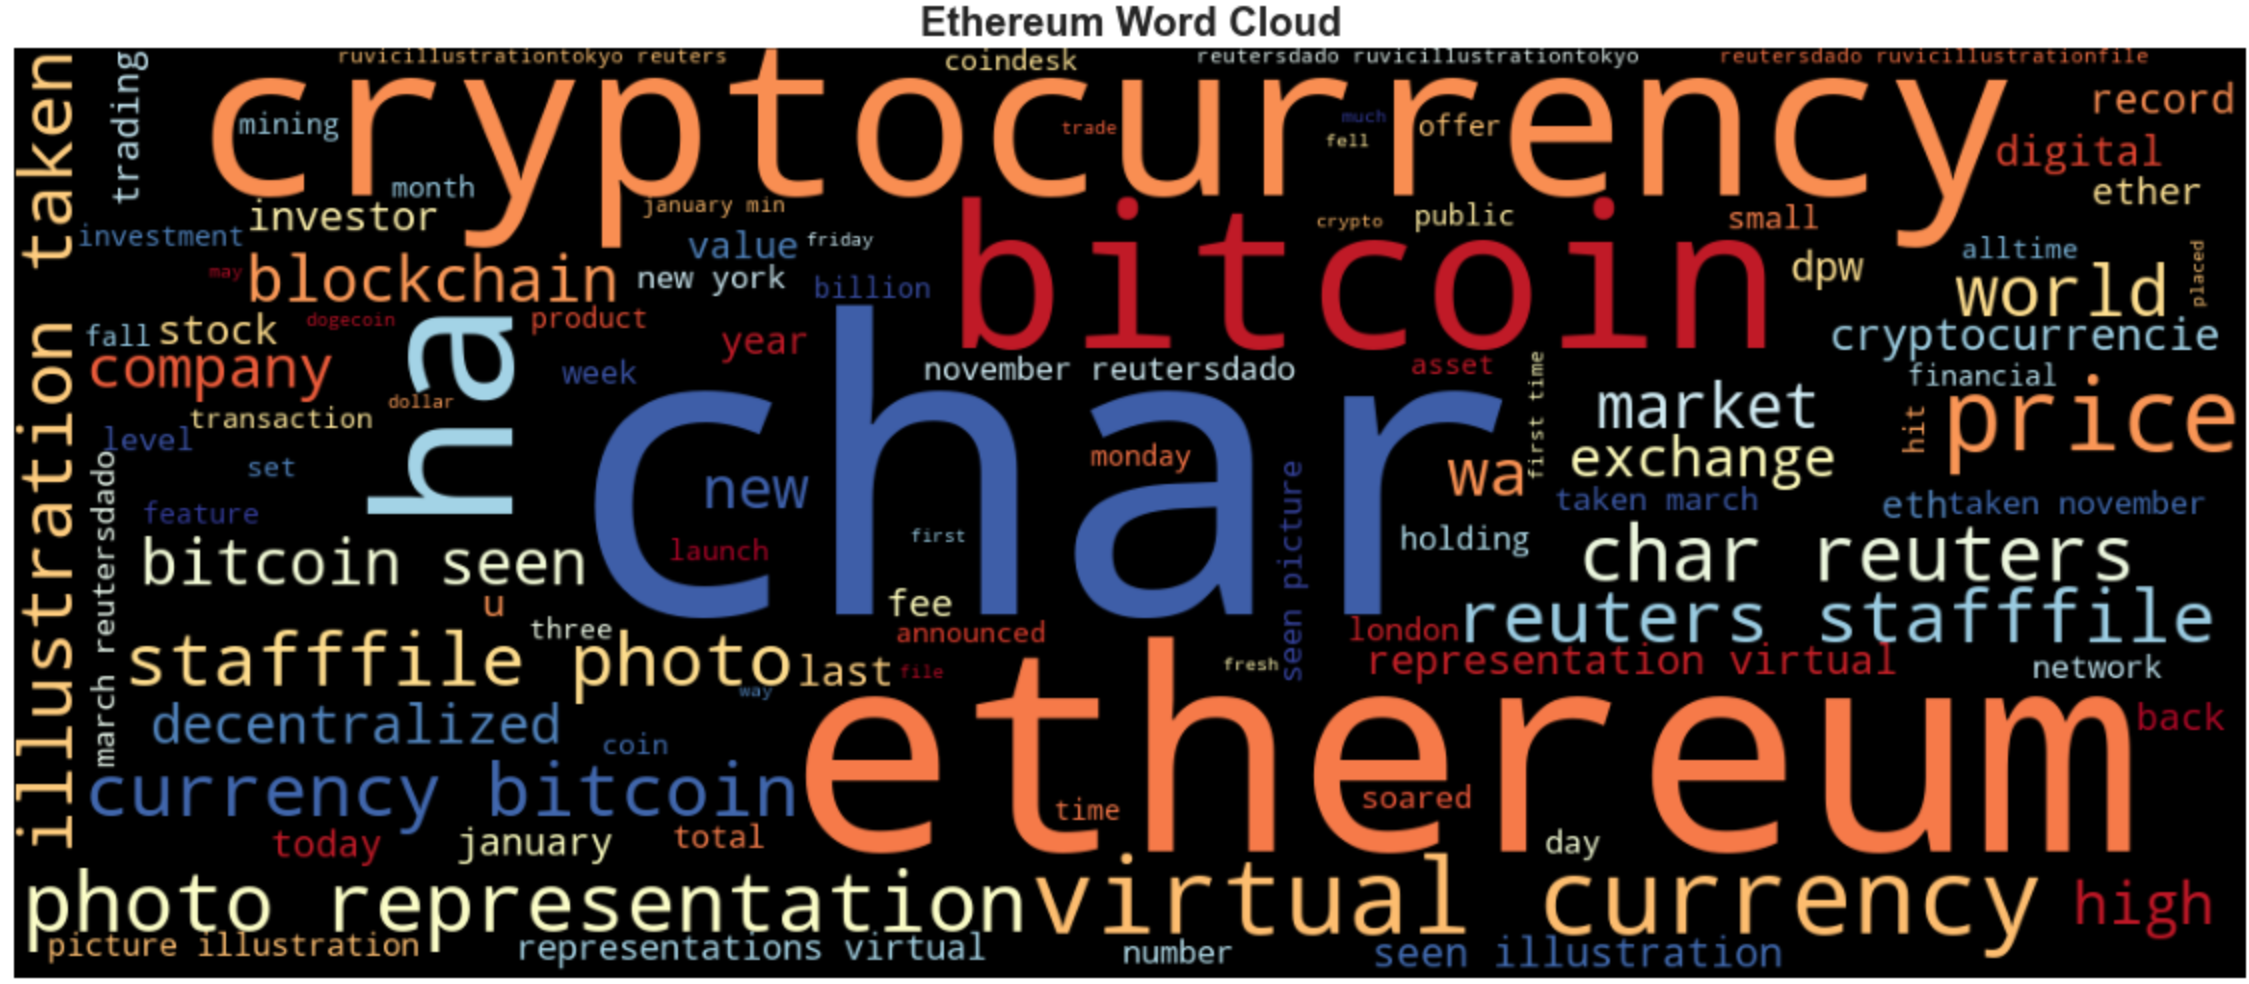 Ethereum Word Cloud
ruvicillustrationtokyo reuters
coindesk
reutersdado ruvicillustrationtokyo
reutersdado ruvicillustrationfile
illustration taken
trading
cryptocurrency
mining
trade
much
fell
offer
record
digital
month
ether
investor
january min
crypto
public
small
investment
value
friday
bitcoin
alltime
may
blockchain
new york
billion
dpw
world
placed
fall
stock
dogecoin
product
year
cryptocurrencie
company
ha
week
november reutersdado
asset
first time
financial
dollar
transaction
char
market
hit
price
level
set
monday
exchange
new
wa
march reutersdado
feature
seen picture
taken march
eth
taken november
first
holding
launch
bitcoin seen
char reuters
u
fee
three
announced
london
reuters stafffile
stafffile photo
last
file
fresh
representation virtual
network
way
decentralized
coin
ethereum
back
currency bitcoin
time
soared
today
january
total
day
photo representation
virtual currency
high
picture illustration
representations virtual
number
seen illustration